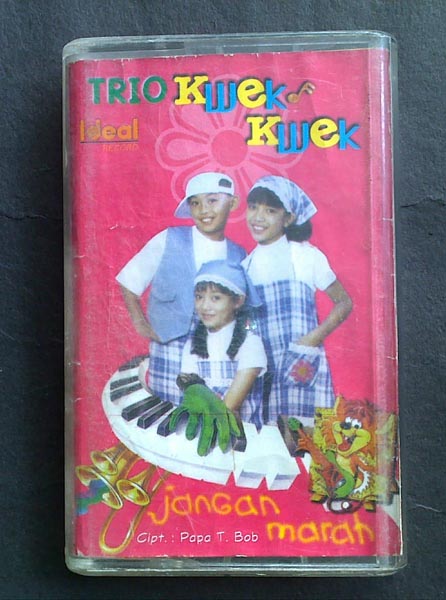 TRIO Kwek
Kwek
Ideal
RECORD
jangan
marah
Cipt. : Papa T. Bob